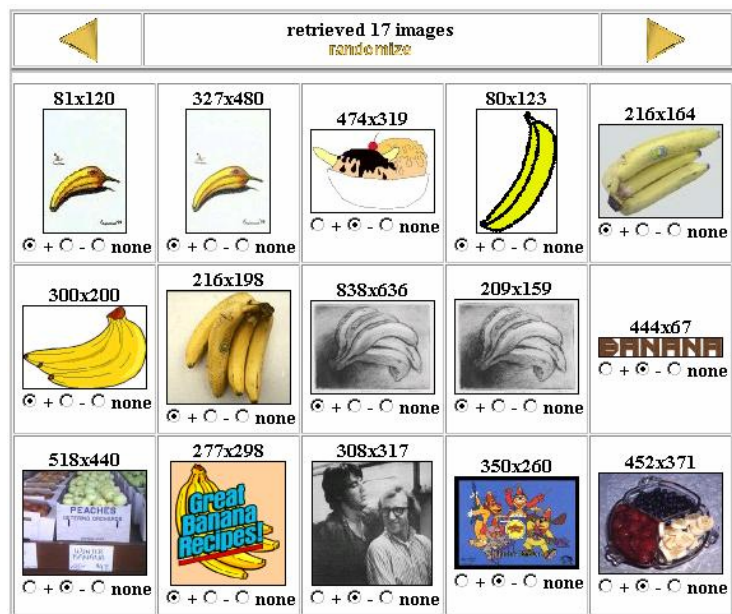 retrieved 17 images
randomize
81x120
327x480
474x319
80x123
216x164
+ - none
+ - none
+ - none
+ - none
+ - none
300x200
216x198
838x636
209x159
444x67
BANANA
+ - none
+ - none
+ - none
+ - none
+ - none
518x440
277x298
308x317
350x260
452x371
PEACHES
Great
Banana
Recipes!
+ - none
+ - none
+ - none
+ - none
+ - none